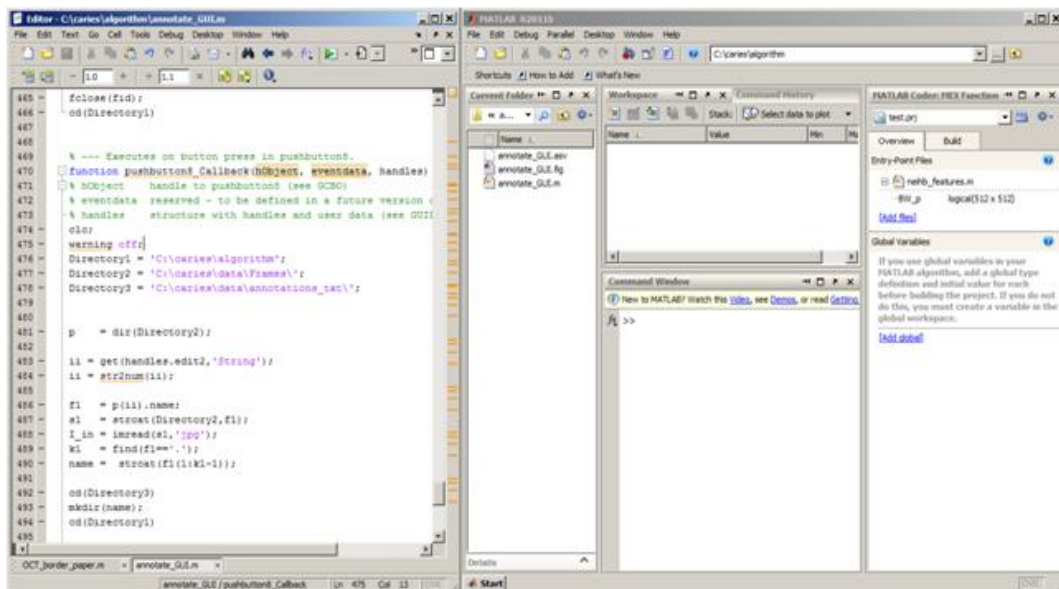 Editor - C:\caries\algorithm\annotate_GUI.m
File Edit Text Go Cell Tools Debug Desktop Window Help
- 1.0 + ÷ 1.1 ×
465 - fclose(fid);
466 - cd(Directory1)
467
468
469 % --- Executes on button press in pushbutton8.
470 function pushbutton8_Callback(hObject, eventdata, handles)
471 % hObject handle to pushbutton8 (see GCBO)
472 % eventdata reserved - to be defined in a future version o
473 % handles structure with handles and user data (see GUID
474 - clc;
475 - warning off;
476 - Directory1 = 'C:\caries\algorithm';
477 - Directory2 = 'C:\caries\data\Frames\';
478 - Directory3 = 'C:\caries\data\annotations_txt\';
479
480
481 - p = dir(Directory2);
482
483 - ii = get(handles.edit2,'String');
484 - ii = str2num(ii);
485
486 - f1 = p(ii).name;
487 - s1 = strcat(Directory2,f1);
488 - I_in = imread(s1,'jpg');
489 - k1 = find(f1=='.');
490 - name = strcat(f1(1:k1-1));
491
492 - cd(Directory3)
493 - mkdir(name);
494 - cd(Directory1)
495
OCT_border_paper.m × annotate_GUI.m ×
annotate_GUI / pushbutton8_Callback Ln 475 Col 13
MATLAB R2011b
File Edit Debug Parallel Desktop Window Help
C:\caries\algorithm
Shortcuts How to Add What's New
Current Folder
« a...
Name
annotate_GUI.asv
annotate_GUI.fig
annotate_GUI.m
Details
Workspace Command History
Stack: Select data to plot
Name Value Min Ma
Command Window
New to MATLAB? Watch this Video, see Demos, or read Getting
fx >>
MATLAB Coder: MEX Function
test.prj
Overview Build
Entry-Point Files
nehb_features.m
BW_p logical(512 x 512)
[Add files]
Global Variables
If you use global variables in your
MATLAB algorithm, add a global type
definition and initial value for each
before building the project. If you do not
do this, you must create a variable in the
global workspace.
[Add global]
Start
OVR